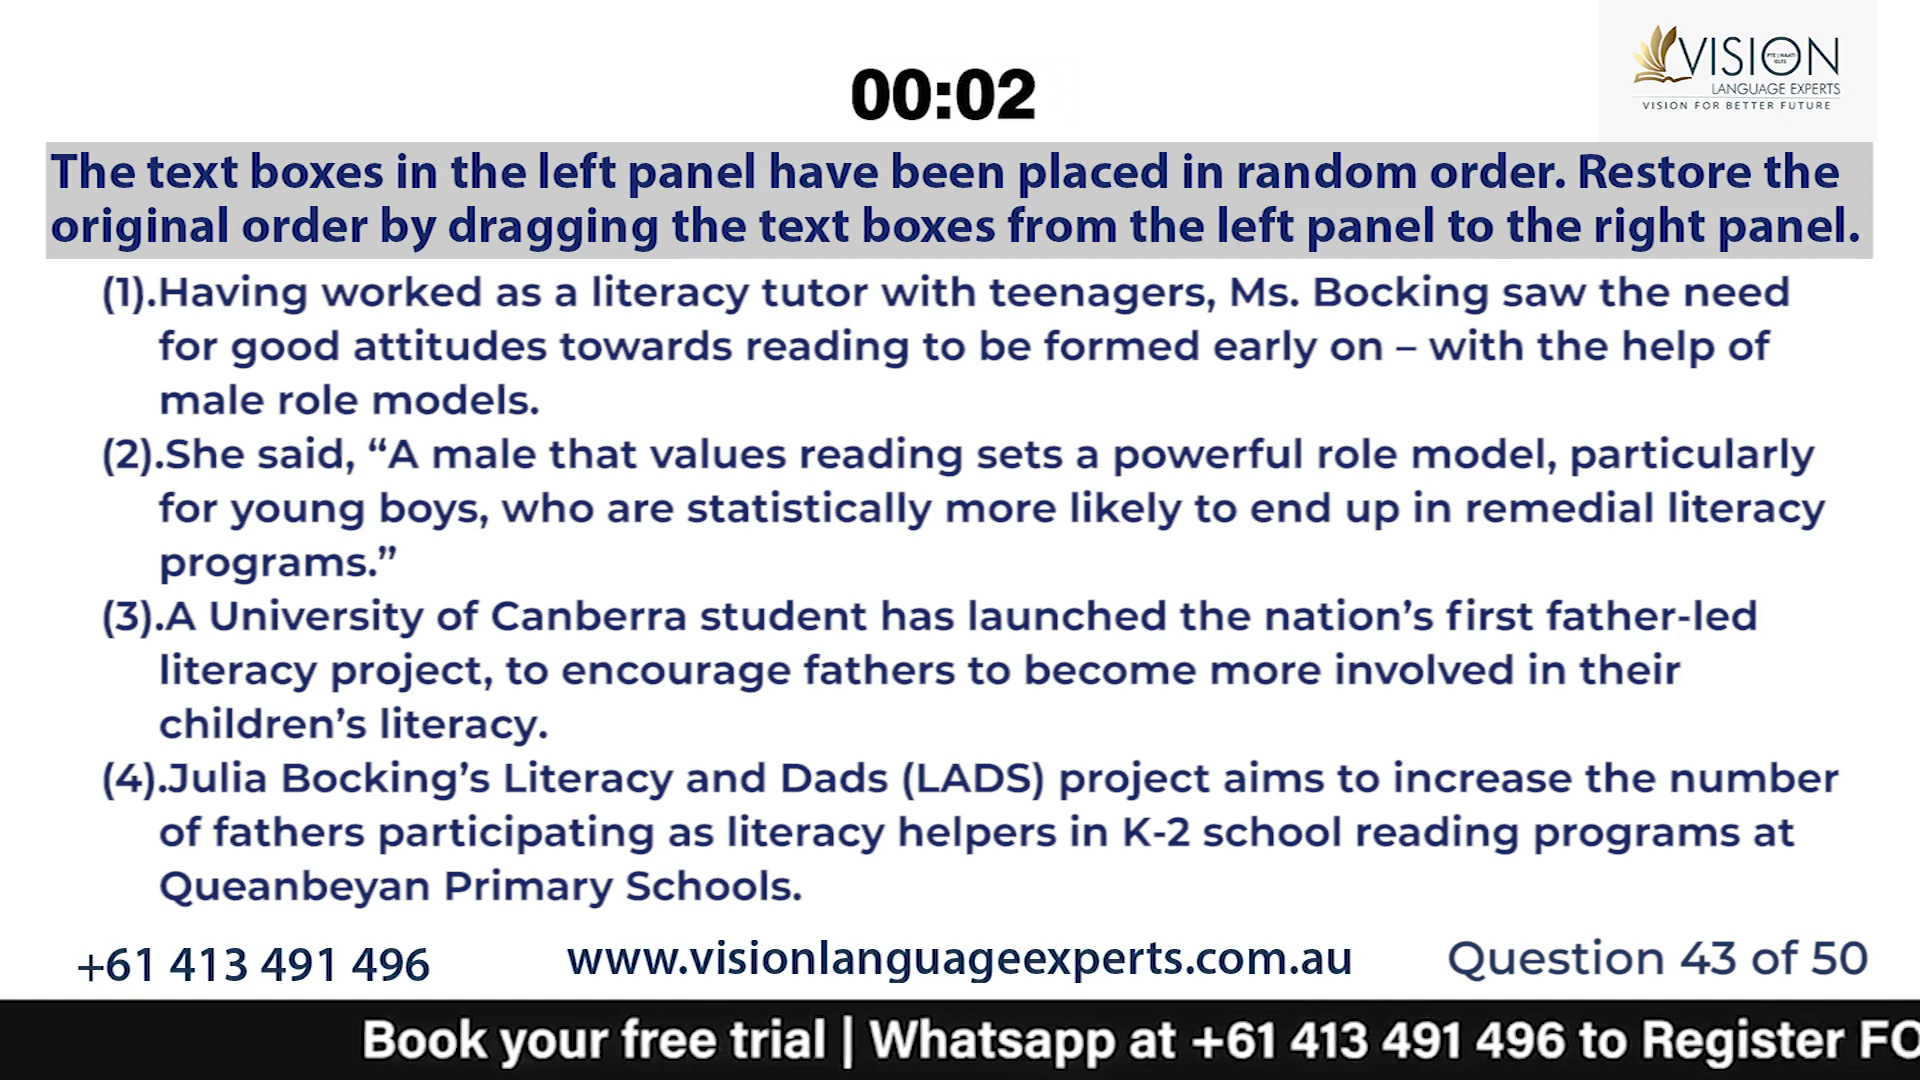 VISION
PTE | NAATI
IELTS
LANGUAGE EXPERTS
VISION FOR BETTER FUTURE
00:02
The text boxes in the left panel have been placed in random order. Restore the
original order by dragging the text boxes from the left panel to the right panel.
(1).Having worked as a literacy tutor with teenagers, Ms. Bocking saw the need
for good attitudes towards reading to be formed early on – with the help of
male role models.
(2).She said, “A male that values reading sets a powerful role model, particularly
for young boys, who are statistically more likely to end up in remedial literacy
programs.”
(3).A University of Canberra student has launched the nation’s first father-led
literacy project, to encourage fathers to become more involved in their
children’s literacy.
(4).Julia Bocking’s Literacy and Dads (LADS) project aims to increase the number
of fathers participating as literacy helpers in K-2 school reading programs at
Queanbeyan Primary Schools.
+61 413 491 496
www.visionlanguageexperts.com.au
Question 43 of 50
Book your free trial | Whatsapp at +61 413 491 496 to Register FO